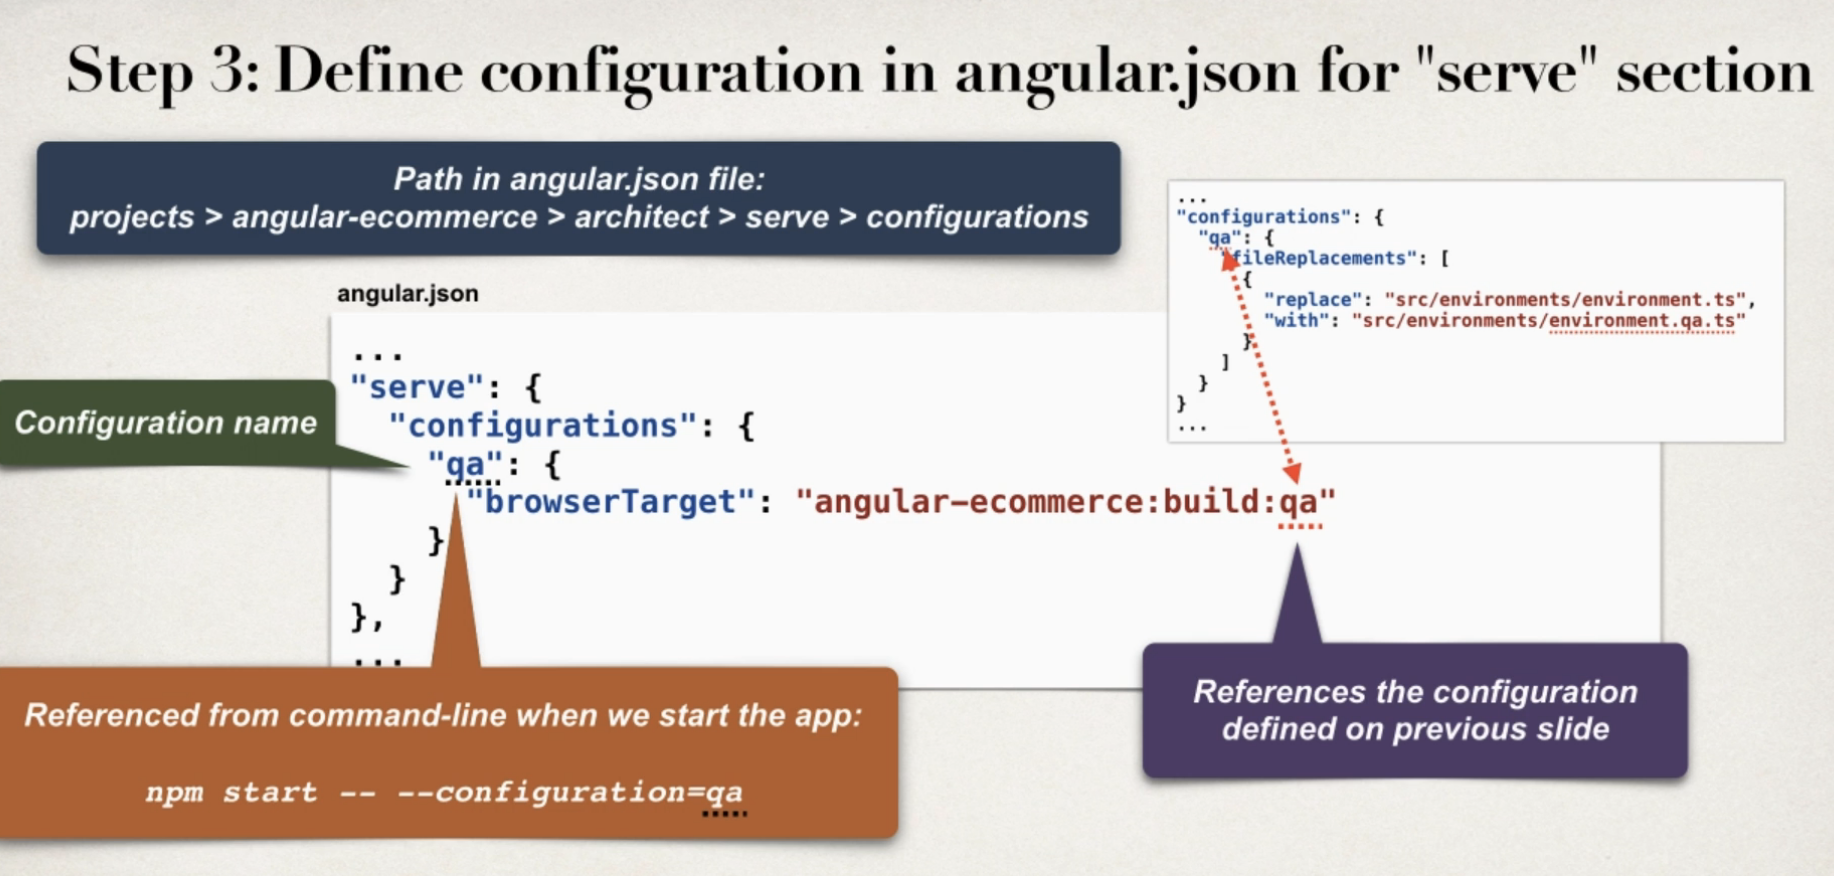 Step 3: Define configuration in angular.json for "serve" section
Path in angular.json file:
projects > angular-ecommerce > architect > serve > configurations
...
"configurations": {
"qa": {
"fileReplacements": [
{
"replace": "src/environments/environment.ts",
"with": "src/environments/environment.qa.ts"
}
]
}
}
...
angular.json
...
"serve": {
"configurations": {
"qa": {
"browserTarget": "angular-ecommerce:build:qa"
}
}
},
...
Configuration name
Referenced from command-line when we start the app:
npm start -- --configuration=qa
References the configuration
defined on previous slide